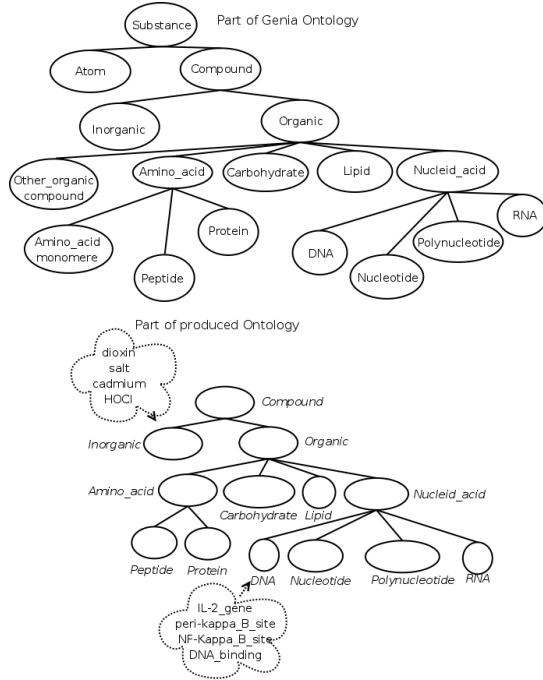 Part of Genia Ontology
Substance
Atom
Compound
Inorganic
Organic
Other_organic
compound
Amino_acid
Carbohydrate
Lipid
Nucleid_acid
Amino_acid
monomere
Peptide
Protein
DNA
Nucleotide
Polynucleotide
RNA
Part of produced Ontology
dioxin
salt
cadmium
HOCl
Compound
Inorganic
Organic
Amino_acid
Carbohydrate
Lipid
Nucleid_acid
Peptide
Protein
DNA
Nucleotide
Polynucleotide
RNA
IL-2_gene
peri-kappa_B_site
NF-Kappa_B_site
DNA_binding